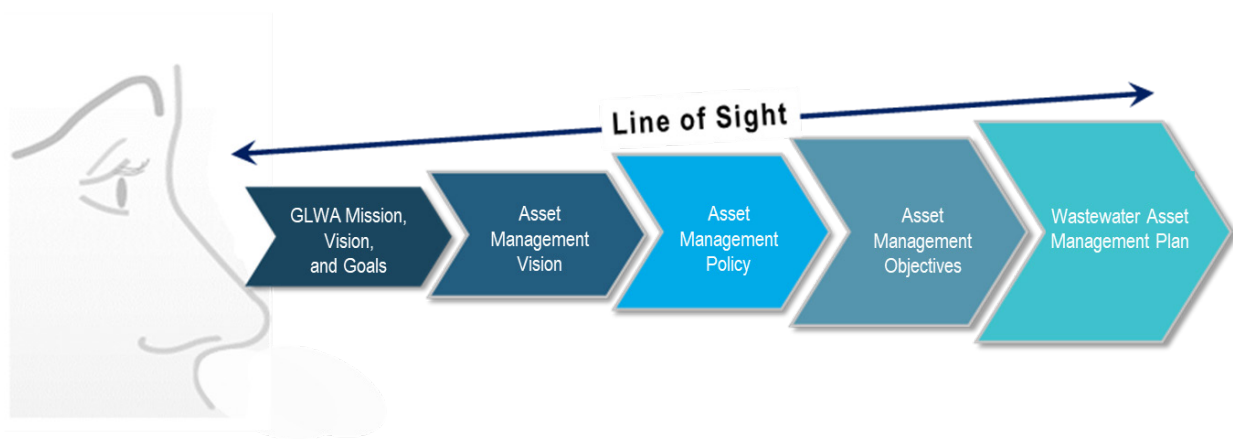 Line of Sight
GLWA Mission,
Vision,
and Goals
Asset
Management
Vision
Asset
Management
Policy
Asset
Management
Objectives
Wastewater Asset
Management Plan